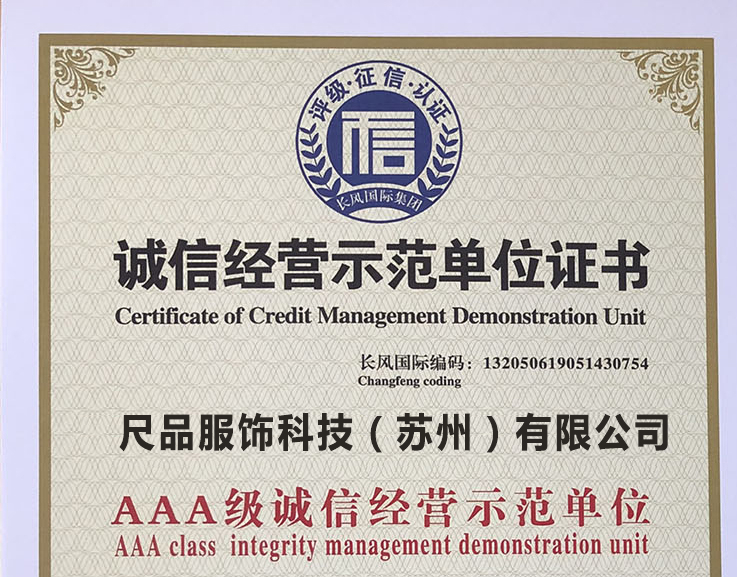 评级·征信·认证
信
长风国际集团
诚信经营示范单位证书
Certificate of Credit Management Demonstration Unit
长风国际编码：132050619051430754
Changfeng coding
尺品服饰科技（苏州）有限公司
AAA级诚信经营示范单位
AAA class integrity management demonstration unit